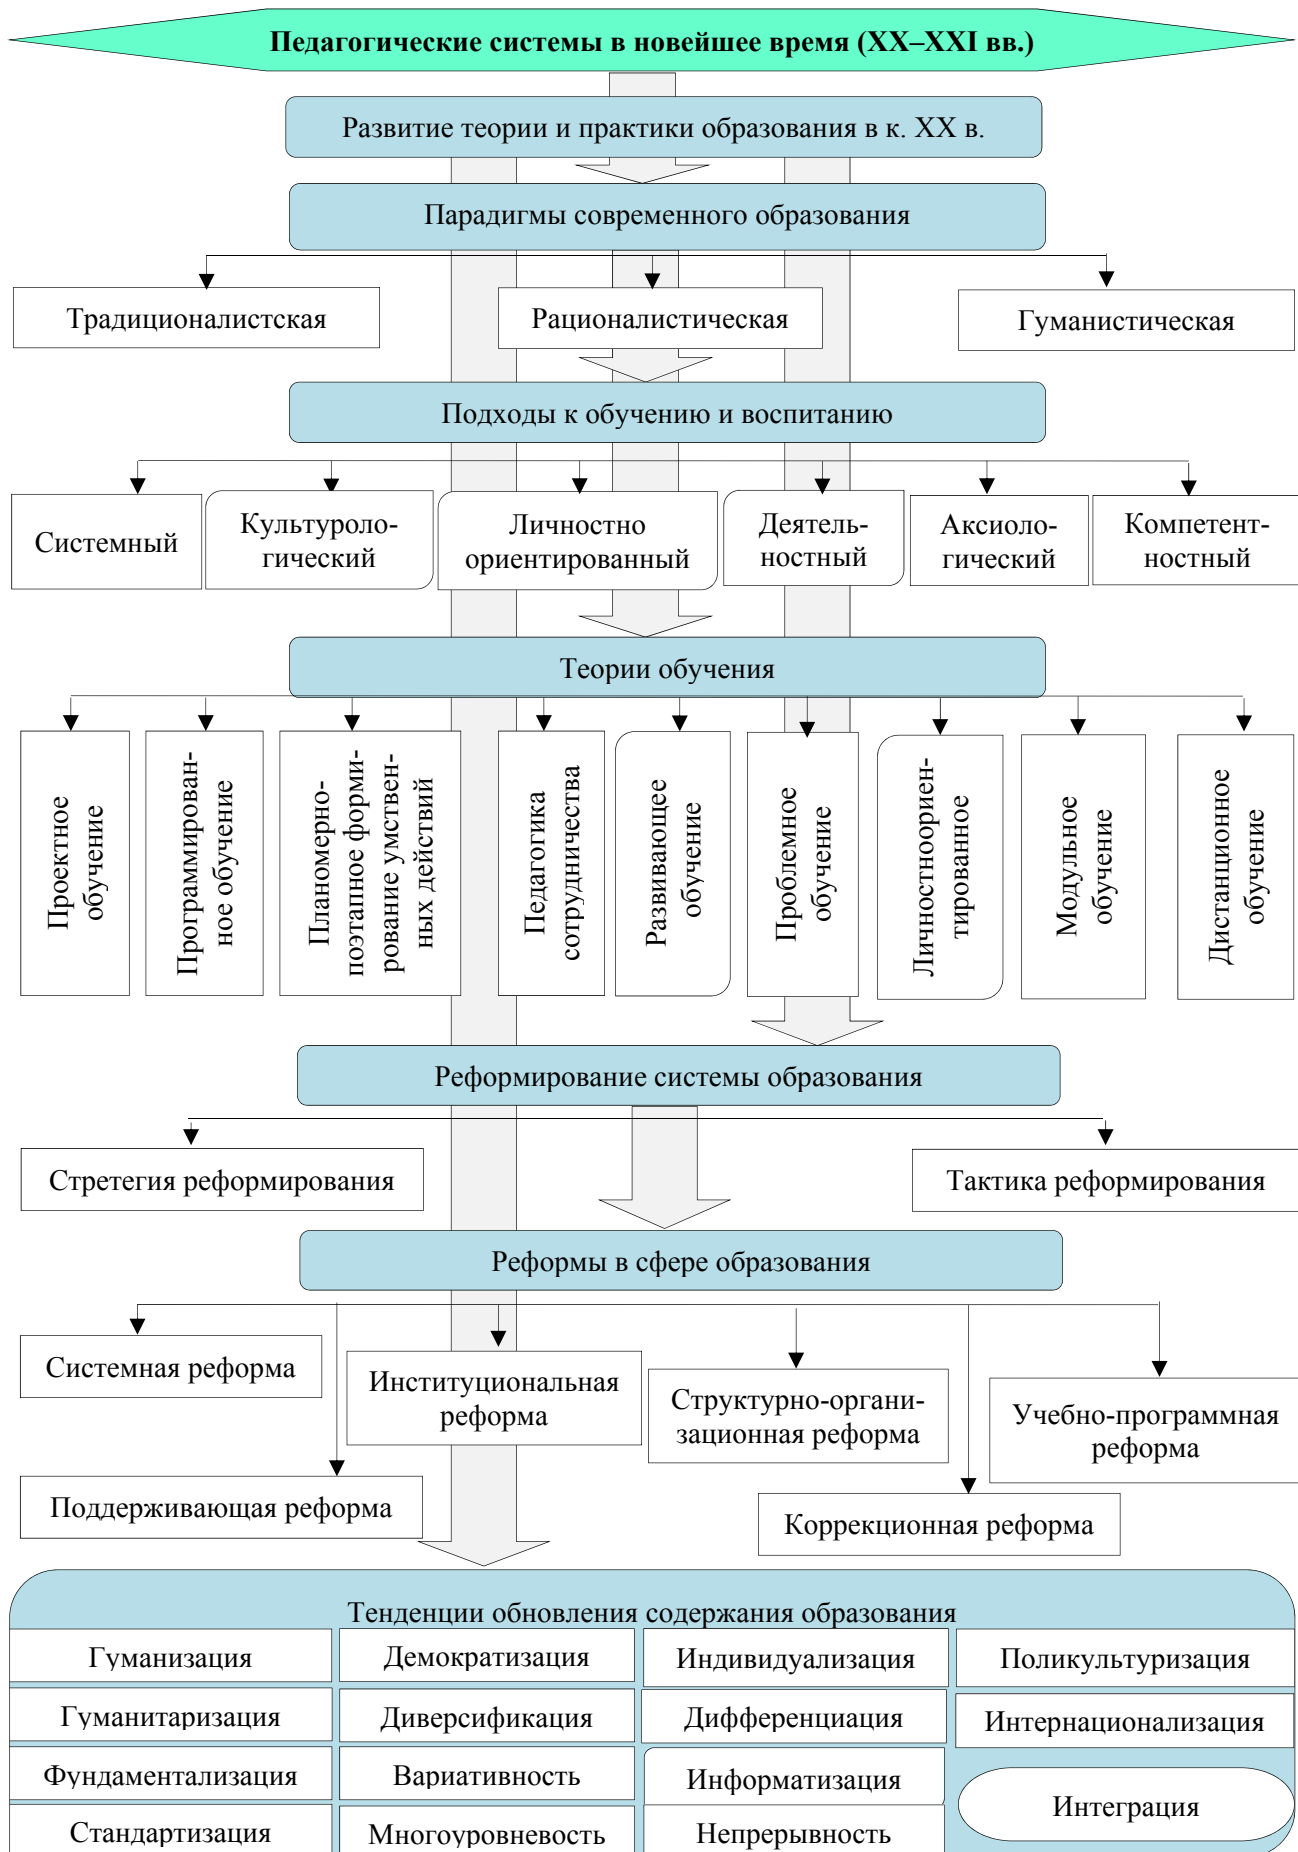 Педагогические системы в новейшее время (XX–XXI вв.)
Развитие теории и практики образования в к. XX в.
Парадигмы современного образования
Традиционалистская
Рационалистическая
Гуманистическая
Подходы к обучению и воспитанию
Системный
Культуроло-
гический
Личностно
ориентированный
Деятель-
ностный
Аксиоло-
гический
Компетент-
ностный
Теории обучения
Проектное
обучение
Программирован-
ное обучение
Планомерно-
поэтапное форми-
рование умствен-
ных действий
Педагогика
сотрудничества
Развивающее
обучение
Проблемное
обучение
Личностноориен-
тированное
Модульное
обучение
Дистанционное
обучение
Реформирование системы образования
Стретегия реформирования
Тактика реформирования
Реформы в сфере образования
Системная реформа
Институциональная
реформа
Структурно-органи-
зационная реформа
Учебно-программная
реформа
Поддерживающая реформа
Коррекционная реформа
Тенденции обновления содержания образования
Гуманизация
Демократизация
Индивидуализация
Поликультуризация
Гуманитаризация
Диверсификация
Дифференциация
Интернационализация
Фундаментализация
Вариативность
Информатизация
Интеграция
Стандартизация
Многоуровневость
Непрерывность